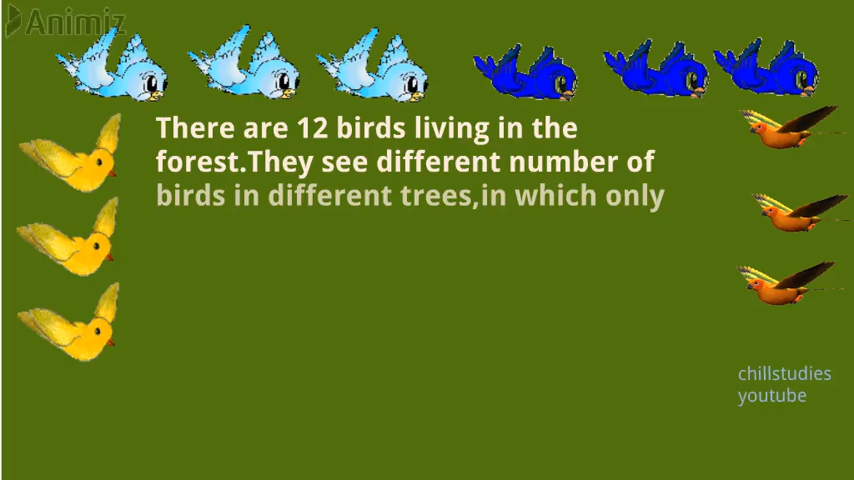 Animiz
There are 12 birds living in the
forest.They see different number of
birds in different trees,in which only
chillstudies
youtube